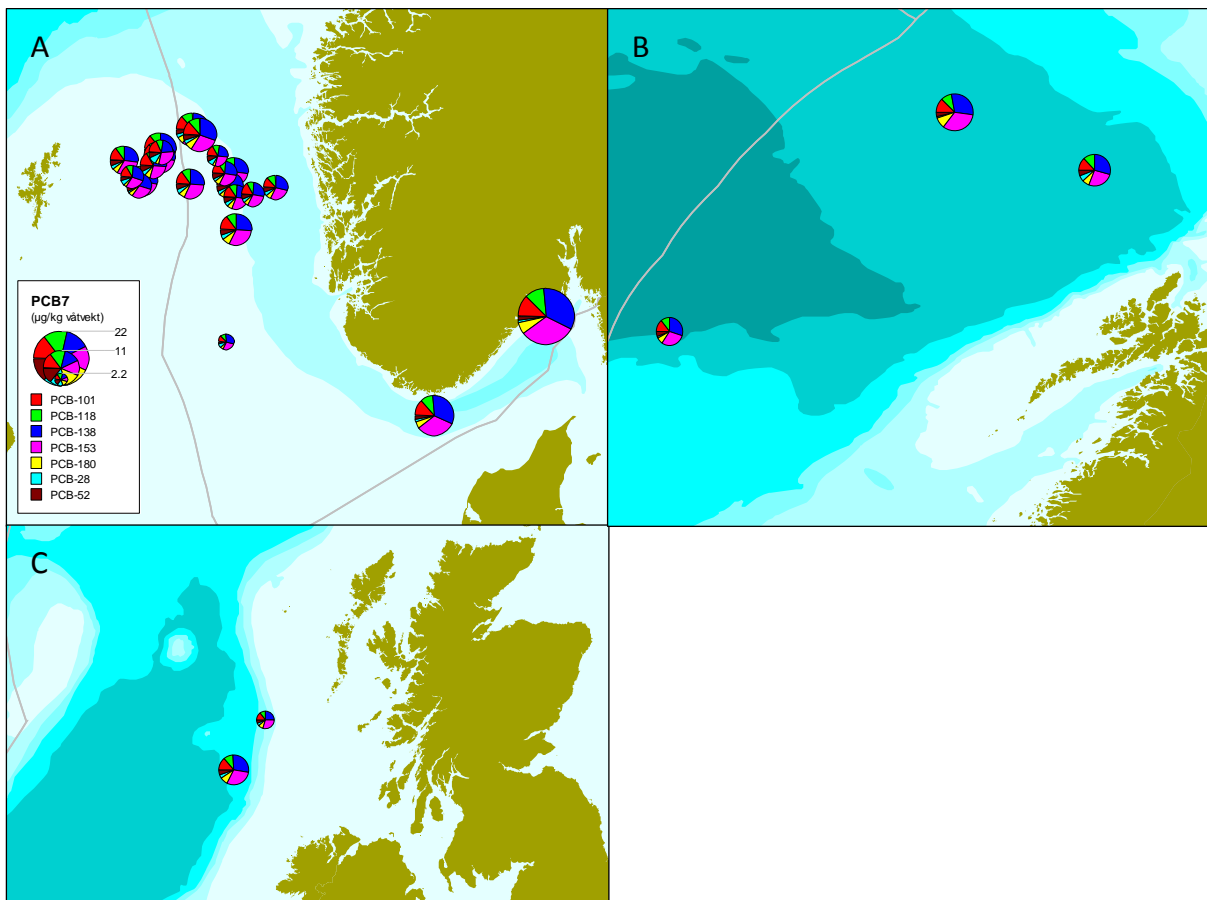 A
B
PCB7
(µg/kg våtvekt)
22
11
2.2
PCB-101
PCB-118
PCB-138
PCB-153
PCB-180
PCB-28
PCB-52
C